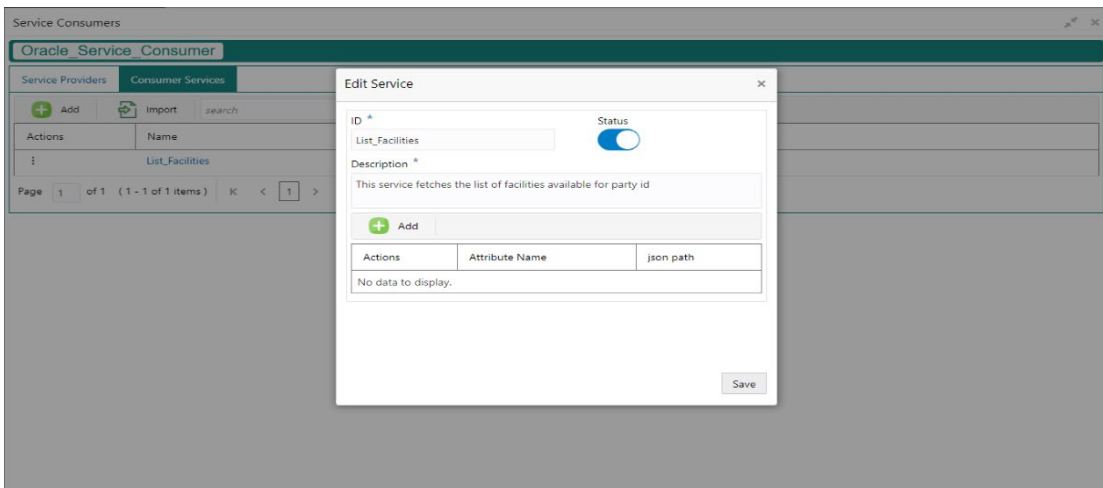 Service Consumers
Oracle_Service_Consumer
Service Providers Consumer Services
Add Import search
Actions Name
List_Facilities
Page 1 of 1 (1 - 1 of 1 items) K < 1 >
Edit Service
ID * Status
List_Facilities
Description *
This service fetches the list of facilities available for party id
Add
Actions Attribute Name json path
No data to display.
Save